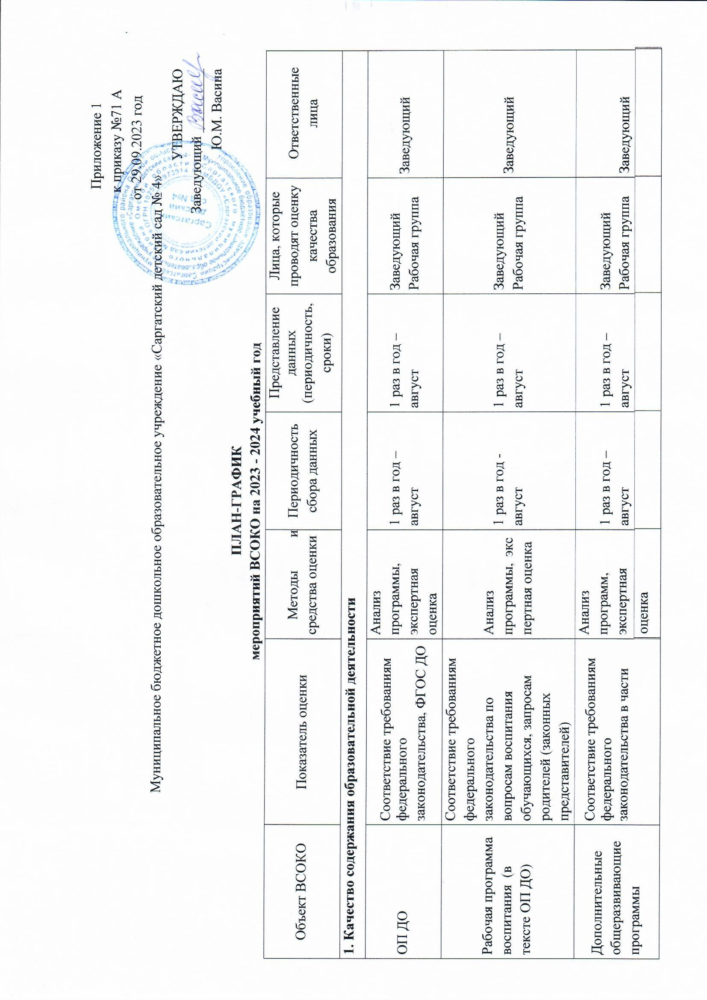 Приложение 1
к приказу №71 А
от 29.09.2023 год
Муниципальное бюджетное дошкольное образовательное учреждение «Саргатский детский сад № 4»
УТВЕРЖДАЮ
Заведующий
Ю.М. Васина
Саргатский
детский
сад №4
ПЛАН-ГРАФИК
мероприятий ВСОКО на 2023 - 2024 учебный год
Объект ВСОКО
Показатель оценки
Методы и
средства оценки
Периодичность
сбора данных
Представление
данных
(периодичность,
сроки)
Лица, которые
проводят оценку
качества
образования
Ответственные
лица
1. Качество содержания образовательной деятельности
ОП ДО
Соответствие требованиям
федерального
законодательства, ФГОС ДО
Анализ
программы,
экспертная
оценка
1 раз в год –
август
1 раз в год –
август
Заведующий
Рабочая группа
Заведующий
Рабочая программа
воспитания (в
тексте ОП ДО)
Соответствие требованиям
федерального
законодательства по
вопросам воспитания
обучающихся, запросам
родителей (законных
представителей)
Анализ
программы, экс
пертная оценка
1 раз в год -
август
1 раз в год –
август
Заведующий
Рабочая группа
Заведующий
Дополнительные
общеразвивающие
программы
Соответствие требованиям
федерального
законодательства в части
Анализ
программ,
экспертная
оценка
1 раз в год –
август
1 раз в год –
август
Заведующий
Рабочая группа
Заведующий